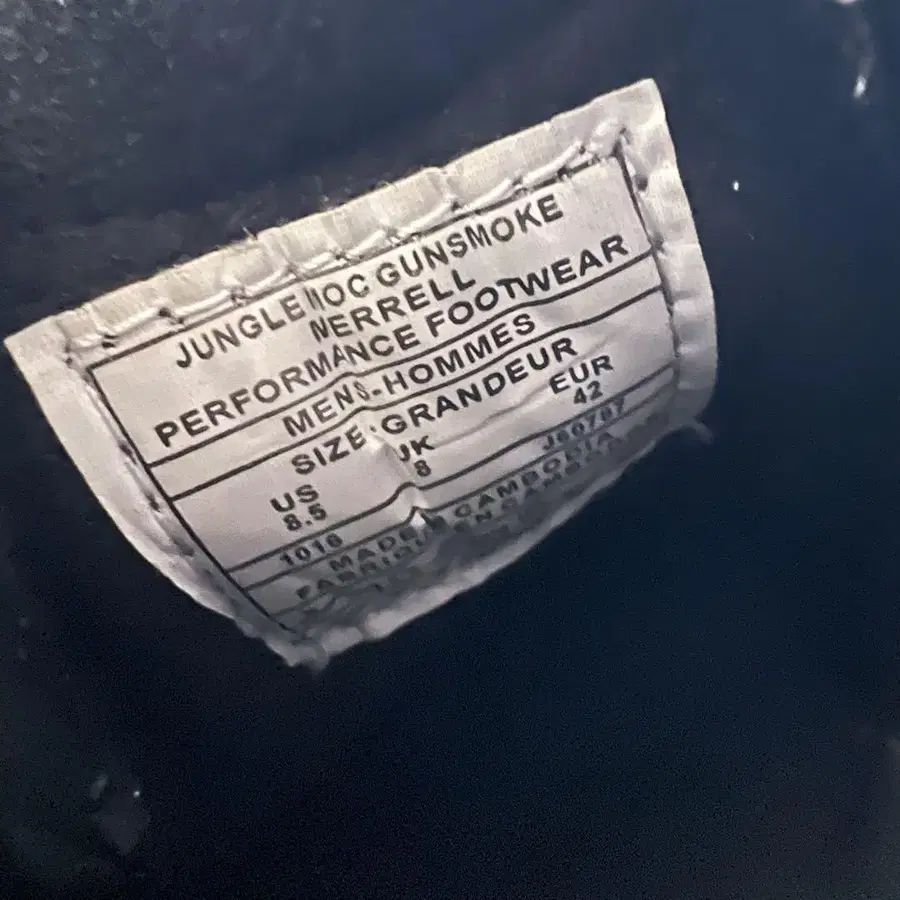 JUNGLE MOC GUNSMOKE
MERRELL
PERFORMANCE FOOTWEAR
MENS-HOMMES
SIZE-GRANDEUR
US UK EUR
8.5 8 42
1016 J60787
MADE CAMBODIA